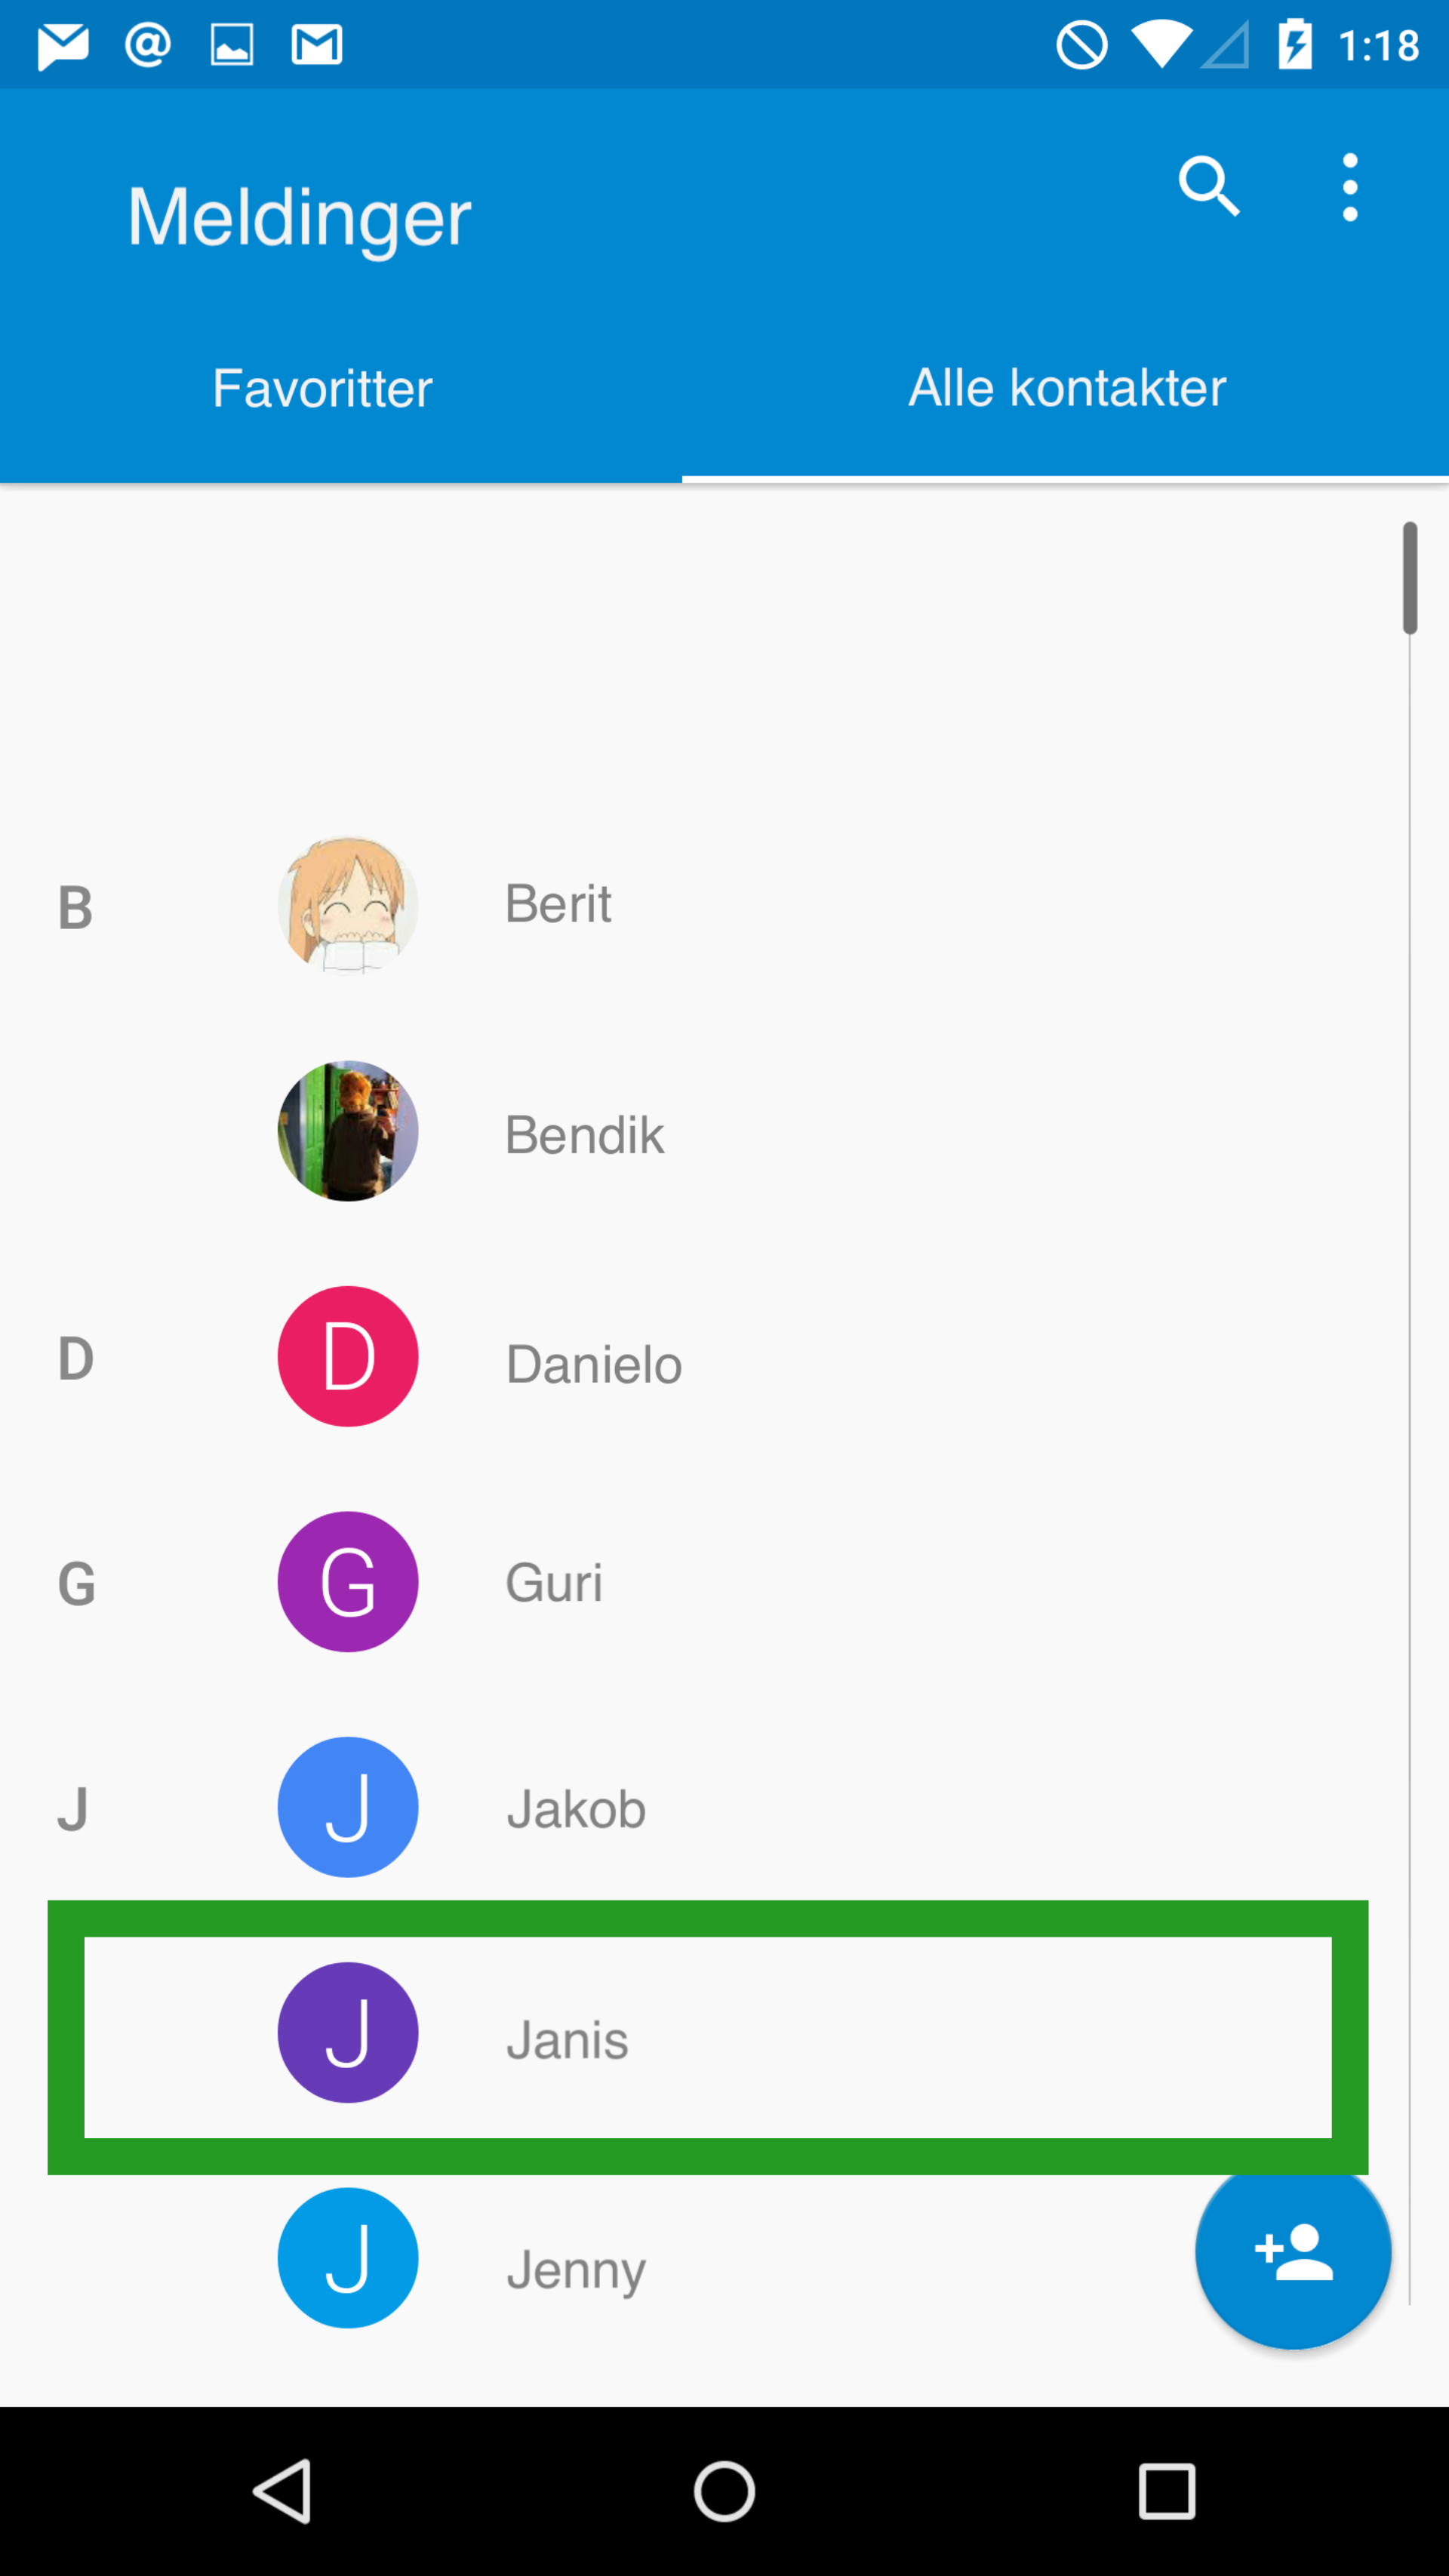 1:18
Meldinger
Favoritter
Alle kontakter
B
Berit
Bendik
D
D
Danielo
G
G
Guri
J
J
Jakob
J
Janis
J
Jenny